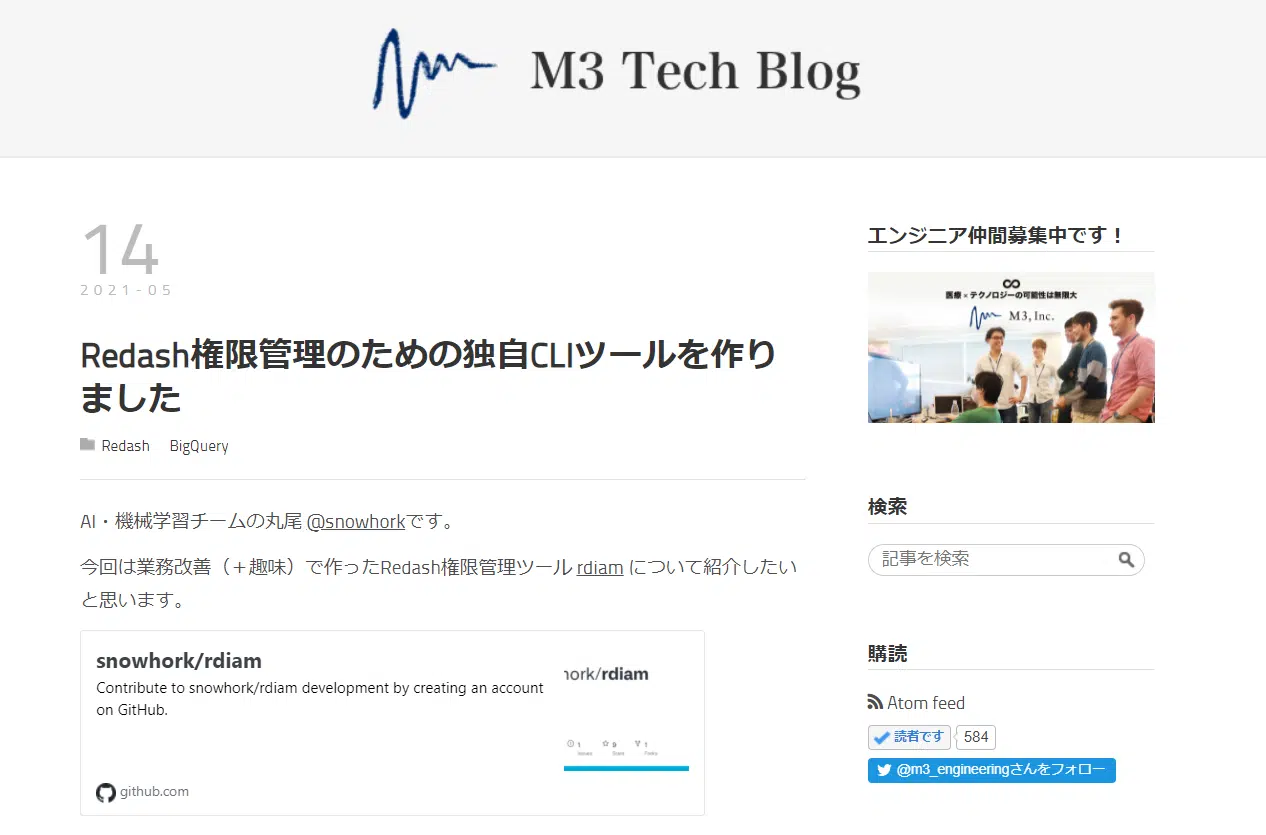 M3 Tech Blog
14
2021-05
Redash権限管理のための独自CLIツールを作り
ました
Redash BigQuery
AI・機械学習チームの丸尾 @snowhorkです。
今回は業務改善（＋趣味）で作ったRedash権限管理ツール rdiam について紹介したい
と思います。
snowhork/rdiam
Contribute to snowhork/rdiam development by creating an account
on GitHub.
github.com
hork/rdiam
1
9
1
Issues
Stars
Forks
エンジニア仲間募集中です！
医療×テクノロジーの可能性は無限大
M3, Inc.
検索
記事を検索
購読
Atom feed
読者です 584
@m3_engineeringさんをフォロー